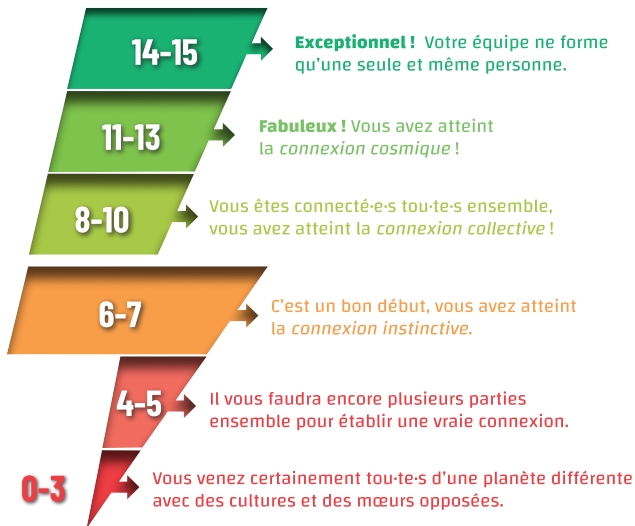 14-15
Exceptionnel ! Votre équipe ne forme
qu'une seule et même personne.
11-13
Fabuleux ! Vous avez atteint
la connexion cosmique !
8-10
Vous êtes connecté·e·s tou·te·s ensemble,
vous avez atteint la connexion collective !
6-7
C'est un bon début, vous avez atteint
la connexion instinctive.
4-5
Il vous faudra encore plusieurs parties
ensemble pour établir une vraie connexion.
0-3
Vous venez certainement tou·te·s d'une planète différente
avec des cultures et des mœurs opposées.